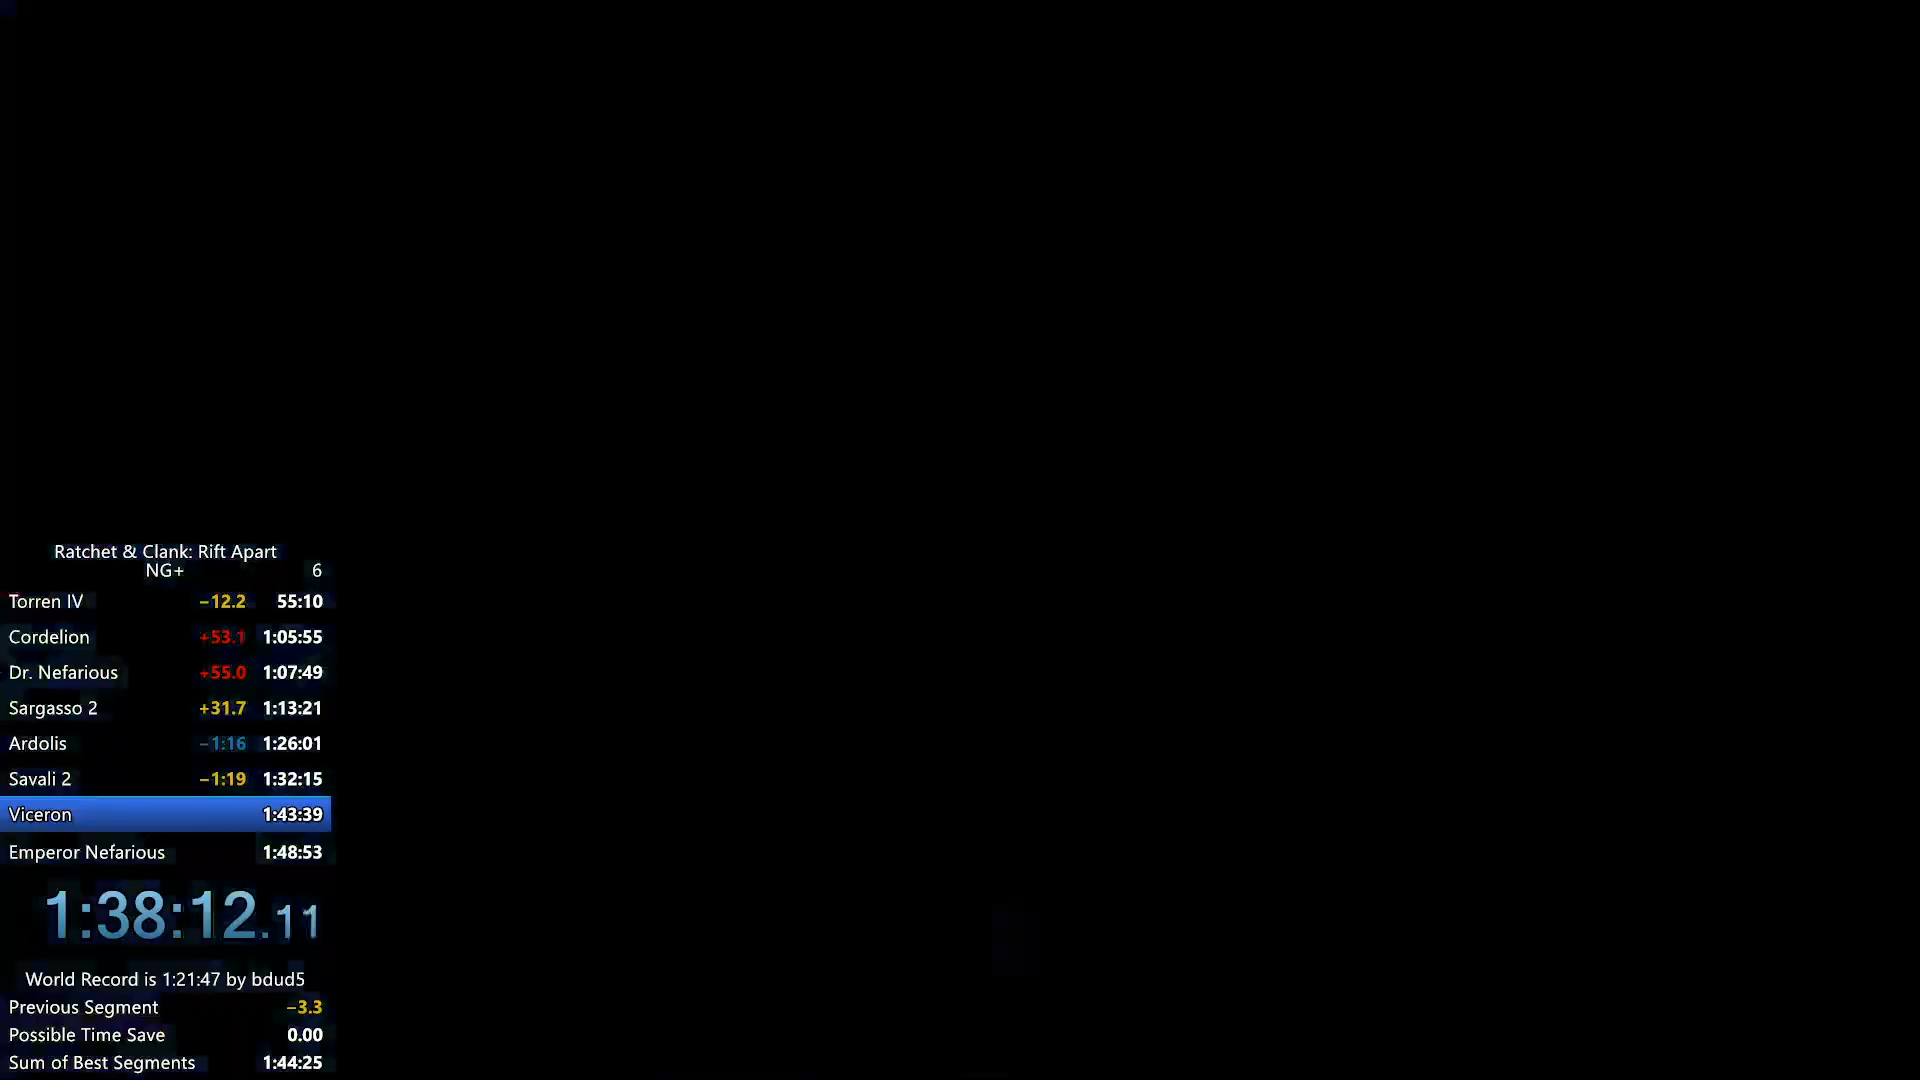 Ratchet & Clank: Rift Apart
NG+ 6
Torren IV −12.2 55:10
Cordelion +53.1 1:05:55
Dr. Nefarious +55.0 1:07:49
Sargasso 2 +31.7 1:13:21
Ardolis −1:16 1:26:01
Savali 2 −1:19 1:32:15
Viceron 1:43:39
Emperor Nefarious 1:48:53
1:38:12.11
World Record is 1:21:47 by bdud5
Previous Segment −3.3
Possible Time Save 0.00
Sum of Best Segments 1:44:25